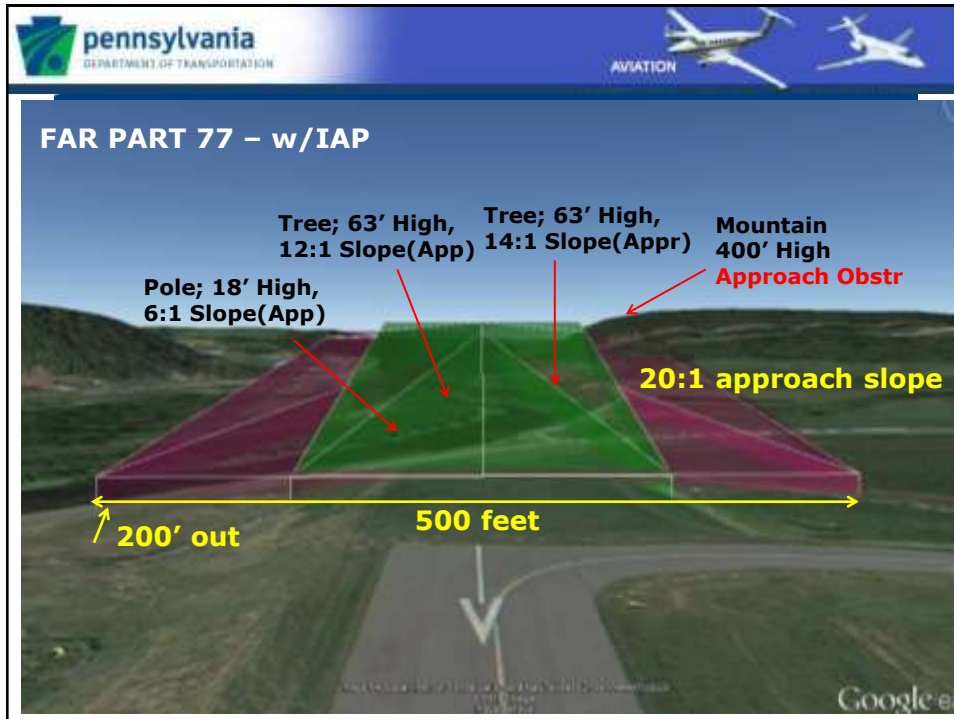 pennsylvania
DEPARTMENT OF TRANSPORTATION
AVIATION
FAR PART 77 – w/IAP
Tree; 63’ High,
12:1 Slope(App)
Tree; 63’ High,
14:1 Slope(Appr)
Mountain
400’ High
Approach Obstr
Pole; 18’ High,
6:1 Slope(App)
20:1 approach slope
500 feet
200’ out
Google